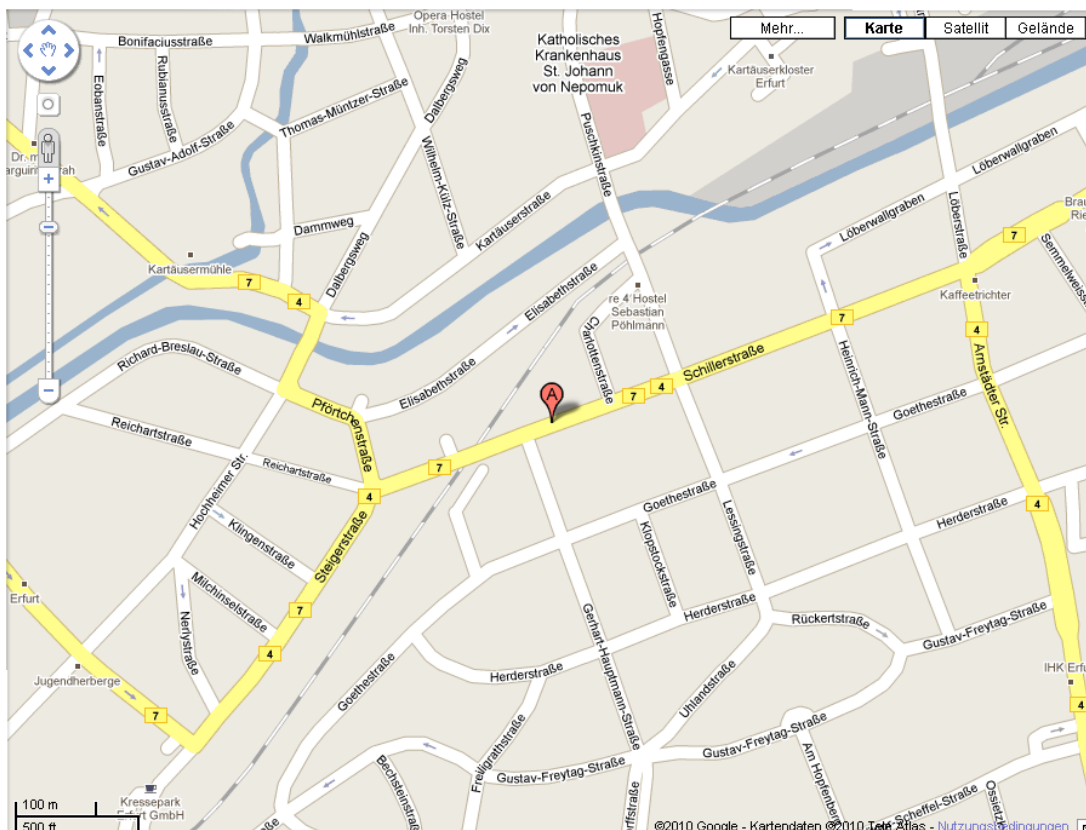 Opera Hostel
Inh. Torsten Dix
Mehr...
Karte
Satellit
Gelände
Bonifaciusstraße
Walkmühlstraße
Hopfengasse
Katholisches
Krankenhaus
St. Johann
von Nepomuk
Kartäuserkloster
Erfurt
Eobanstraße
Rubianusstraße
Thomas-Müntzer-Straße
Dalbergsweg
Gustav-Adolf-Straße
Wilhelm-Külz-Straße
Puschkinstraße
Löberwallgraben
Löberwallgraben
Löberstraße
Dammweg
Dalbergsweg
Kartäuserstraße
Kartäusermühle
7
4
7
Elisabethstraße
re 4 Hostel
Sebastian
Pöhlmann
Kaffeetrichter
7
4
Richard-Breslau-Straße
Charlottenstraße
Schillerstraße
Heinrich-Mann-Straße
Arnstädter Str.
Elisabethstraße
Pförtchenstraße
A
7
4
Goethestraße
Reichartstraße
Reichartstraße
Hochheimer Str.
7
4
Goethestraße
Lessingstraße
Herderstraße
4
Klingenstraße
Steigerstraße
Klopstockstraße
Milchinselstraße
Erfurt
7
4
Nerlystraße
Gerhart-Hauptmann-Straße
Herderstraße
Rückertstraße
Gustav-Freytag-Straße
Goethestraße
Herderstraße
Uhlandstraße
Jugendherberge
7
4
Freiligrathstraße
Gustav-Freytag-Straße
Gustav-Freytag-Straße
Am Hopfenberg
Bechsteinstraße
Kressepark
Erfurt GmbH
100 m
500 ft
©2010 Google - Kartendaten ©2010 Tele Atlas - Nutzungsbedingungen